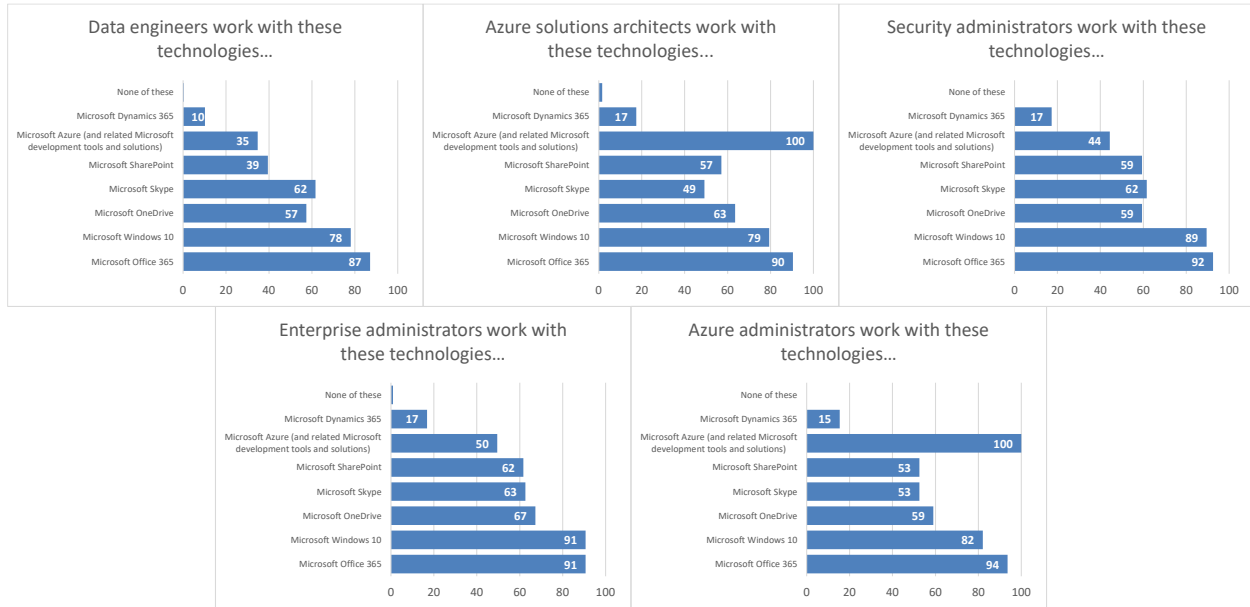 Data engineers work with these
technologies…
None of these
Microsoft Dynamics 365
10
Microsoft Azure (and related Microsoft
development tools and solutions)
35
Microsoft SharePoint
39
Microsoft Skype
62
Microsoft OneDrive
57
Microsoft Windows 10
78
Microsoft Office 365
87
0 20 40 60 80 100
Azure solutions architects work with
these technologies...
None of these
Microsoft Dynamics 365
17
Microsoft Azure (and related Microsoft
development tools and solutions)
100
Microsoft SharePoint
57
Microsoft Skype
49
Microsoft OneDrive
63
Microsoft Windows 10
79
Microsoft Office 365
90
0 20 40 60 80 100
Security administrators work with these
technologies…
None of these
Microsoft Dynamics 365
17
Microsoft Azure (and related Microsoft
development tools and solutions)
44
Microsoft SharePoint
59
Microsoft Skype
62
Microsoft OneDrive
59
Microsoft Windows 10
89
Microsoft Office 365
92
0 20 40 60 80 100
Enterprise administrators work with
these technologies…
None of these
Microsoft Dynamics 365
17
Microsoft Azure (and related Microsoft
development tools and solutions)
50
Microsoft SharePoint
62
Microsoft Skype
63
Microsoft OneDrive
67
Microsoft Windows 10
91
Microsoft Office 365
91
0 20 40 60 80 100
Azure administrators work with these
technologies…
None of these
Microsoft Dynamics 365
15
Microsoft Azure (and related Microsoft
development tools and solutions)
100
Microsoft SharePoint
53
Microsoft Skype
53
Microsoft OneDrive
59
Microsoft Windows 10
82
Microsoft Office 365
94
0 20 40 60 80 100